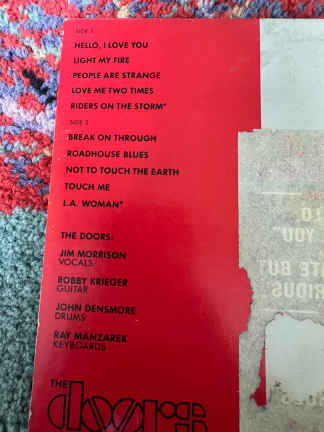 SIDE 1
HELLO, I LOVE YOU
LIGHT MY FIRE
PEOPLE ARE STRANGE
LOVE ME TWO TIMES
RIDERS ON THE STORM*
SIDE 2
BREAK ON THROUGH
ROADHOUSE BLUES
NOT TO TOUCH THE EARTH
TOUCH ME
L.A. WOMAN*
THE DOORS:
JIM MORRISON
VOCALS
ROBBY KRIEGER
GUITAR
JOHN DENSMORE
DRUMS
RAY MANZAREK
KEYBOARDS
THE
YOU
BUT